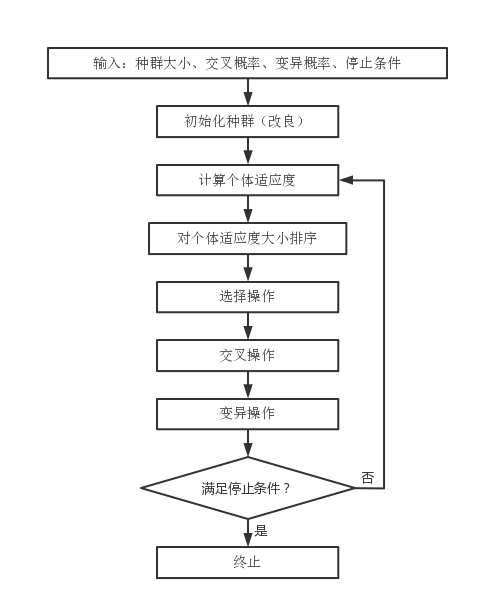 输入：种群大小、交叉概率、变异概率、停止条件
初始化种群（改良）
计算个体适应度
对个体适应度大小排序
选择操作
交叉操作
变异操作
满足停止条件？
否
是
终止